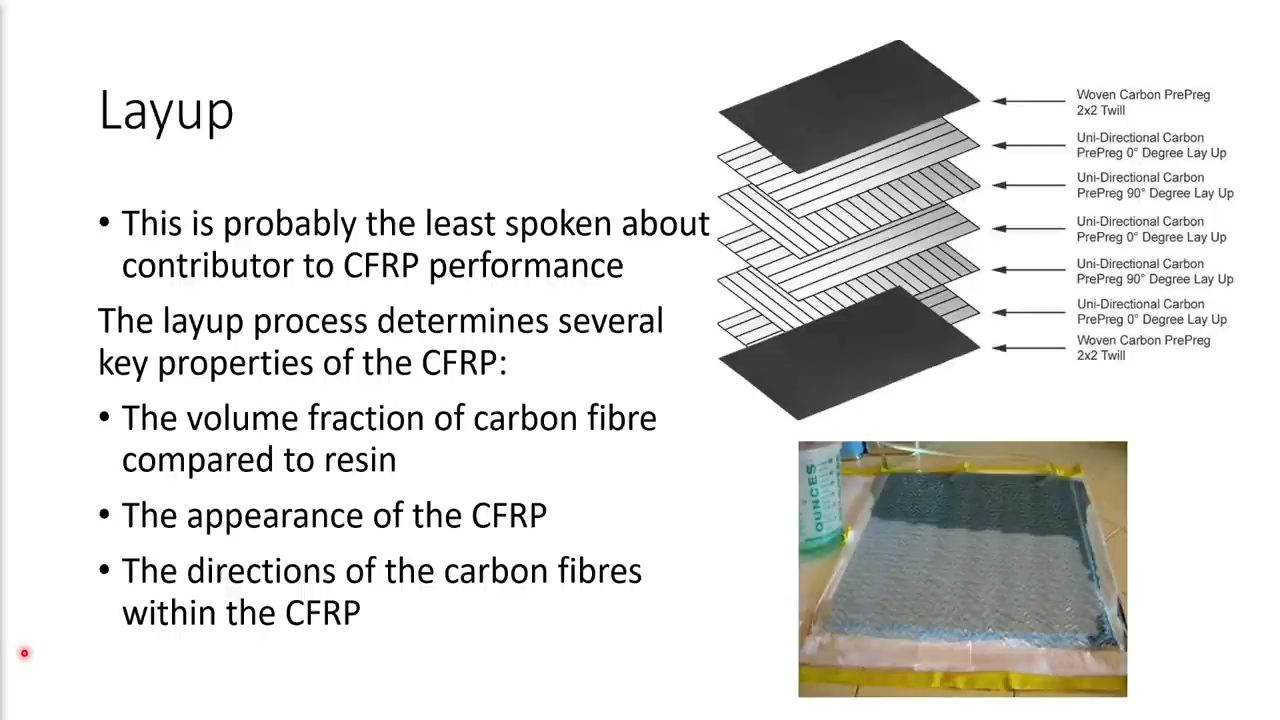 Layup
• This is probably the least spoken about
contributor to CFRP performance
The layup process determines several
key properties of the CFRP:
• The volume fraction of carbon fibre
compared to resin
• The appearance of the CFRP
• The directions of the carbon fibres
within the CFRP
Woven Carbon PrePreg
2x2 Twill
Uni-Directional Carbon
PrePreg 0° Degree Lay Up
Uni-Directional Carbon
PrePreg 90° Degree Lay Up
Uni-Directional Carbon
PrePreg 0° Degree Lay Up
Uni-Directional Carbon
PrePreg 90° Degree Lay Up
Uni-Directional Carbon
PrePreg 0° Degree Lay Up
Woven Carbon PrePreg
2x2 Twill
OUNCES